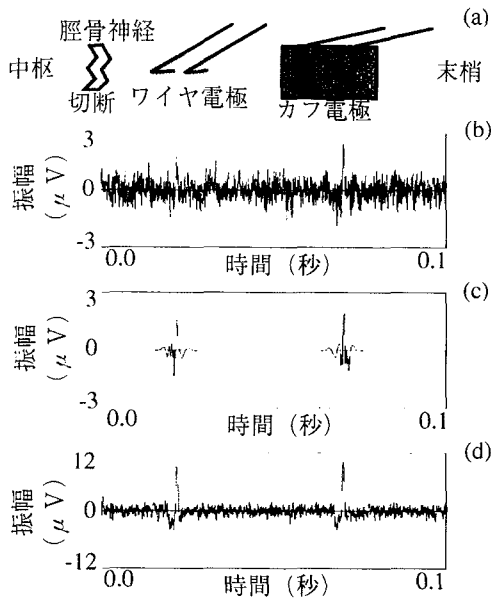 (a)
脛骨神経
中枢
切断
ワイヤ電極
カフ電極
末梢
(b)
3
0
-3
振幅
(μV)
0.0
時間 (秒)
0.1
(c)
3
0
-3
振幅
(μV)
0.0
時間 (秒)
0.1
(d)
12
0
-12
振幅
(μV)
0.0
時間 (秒)
0.1